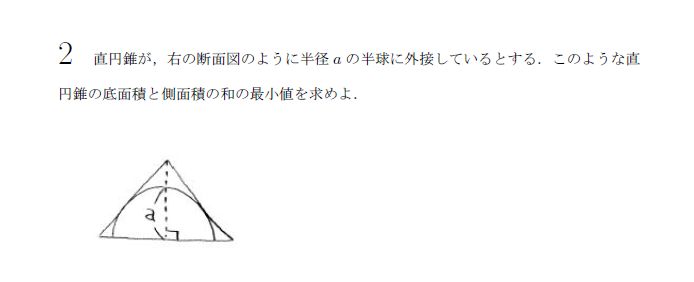 2 直円錐が，右の断面図のように半径 a の半球に外接しているとする．このような直
円錐の底面積と側面積の和の最小値を求めよ．
a